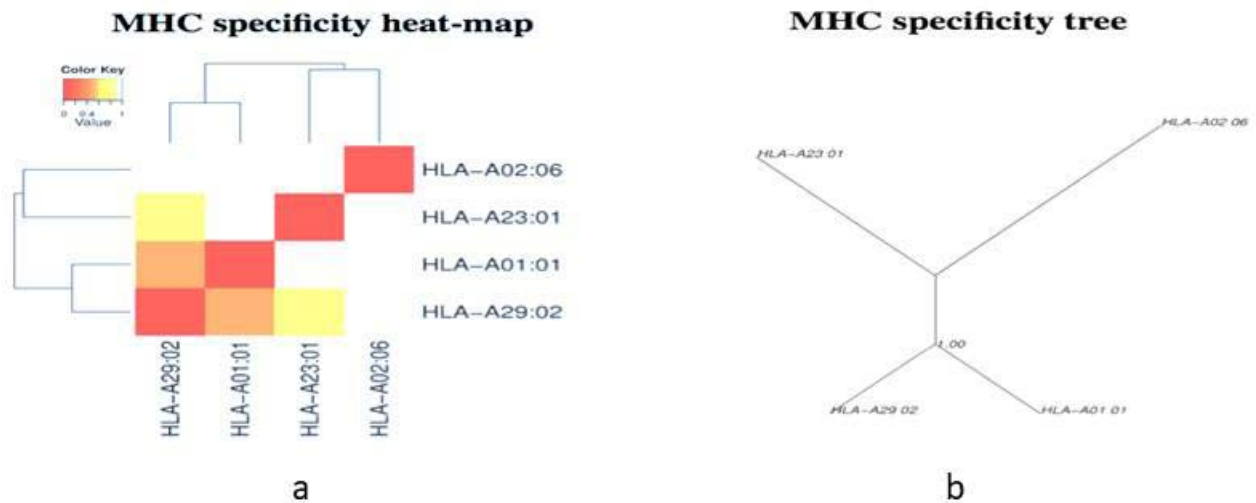 MHC specificity heat-map
Color Key
0 0.4 1
Value
HLA-A02:06
HLA-A23:01
HLA-A01:01
HLA-A29:02
HLA-A29:02
HLA-A01:01
HLA-A23:01
HLA-A02:06
a
MHC specificity tree
HLA-A02 06
HLA-A23 01
1.00
HLA-A29 02
HLA-A01 01
b